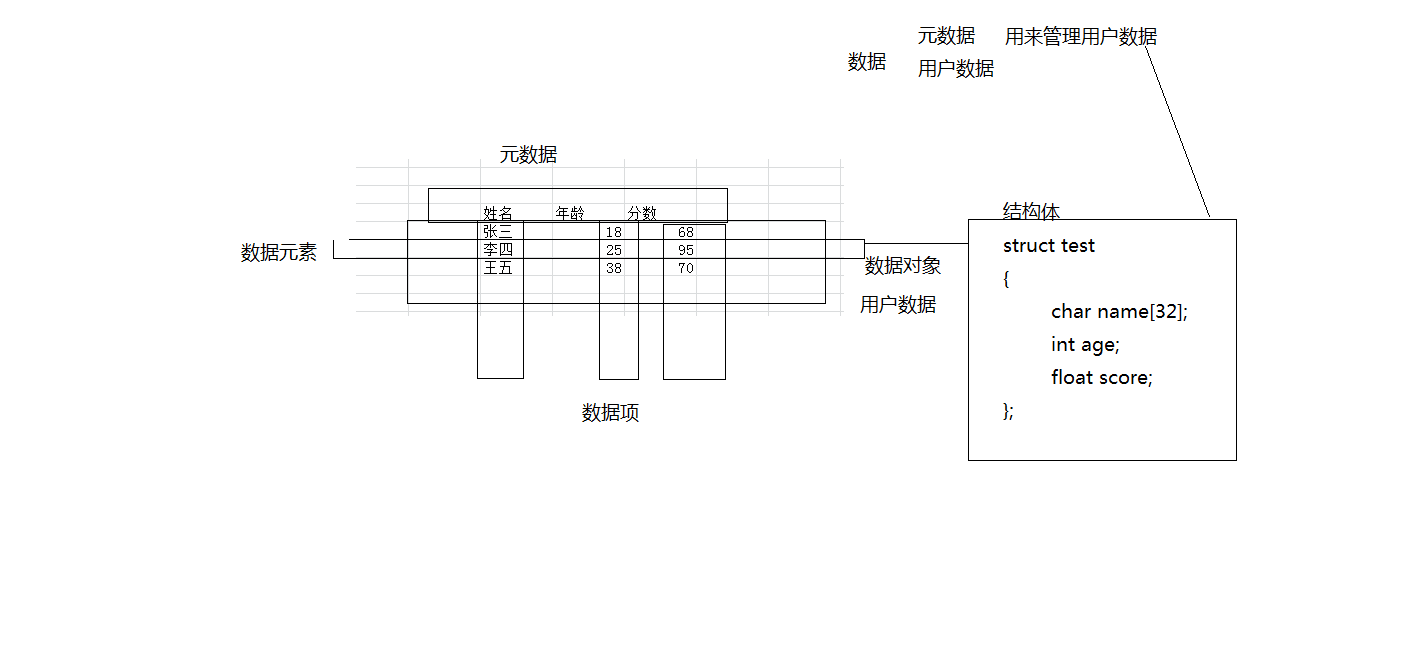 元数据 用来管理用户数据
数据
用户数据
元数据
姓名 年龄 分数
张三 18 68
李四 25 95
王五 38 70
数据元素
数据对象
用户数据
数据项
结构体
struct test
{
char name[32];
int age;
float score;
};